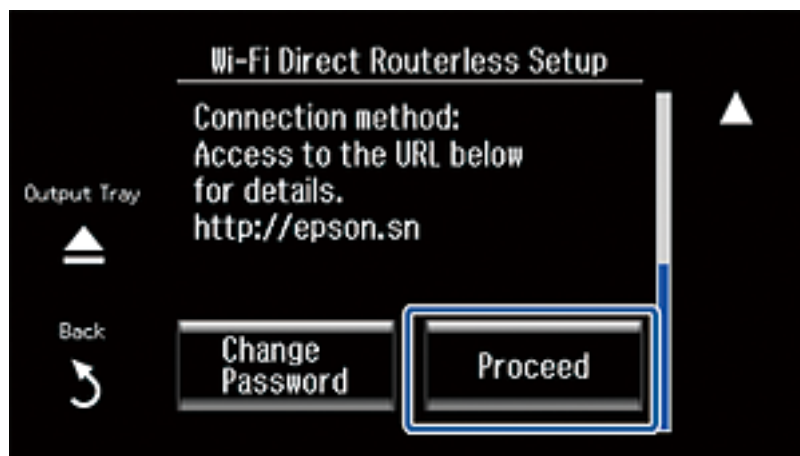 Wi-Fi Direct Routerless Setup
Connection method:
Access to the URL below
for details.
http://epson.sn
Output Tray
Back
Change
Password
Proceed